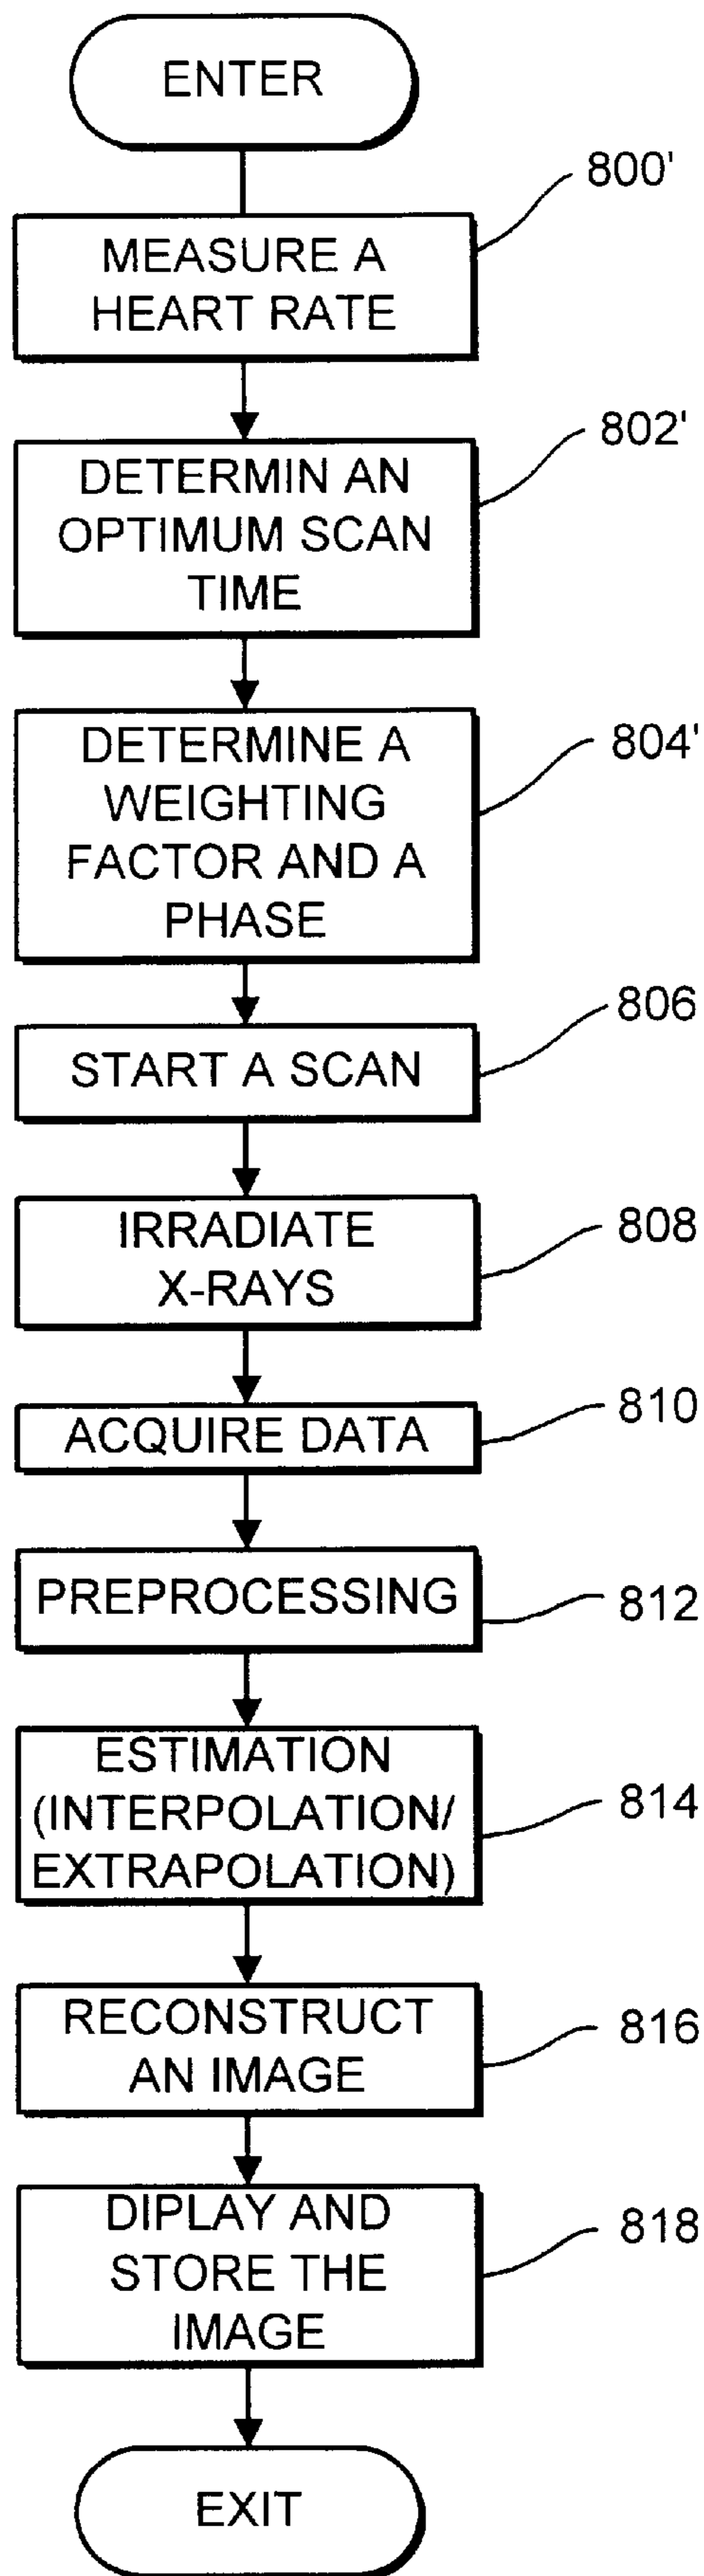 ENTER
800'
MEASURE A
HEART RATE
802'
DETERMIN AN
OPTIMUM SCAN
TIME
804'
DETERMINE A
WEIGHTING
FACTOR AND A
PHASE
806
START A SCAN
808
IRRADIATE
X-RAYS
810
ACQUIRE DATA
812
PREPROCESSING
814
ESTIMATION
(INTERPOLATION/
EXTRAPOLATION)
816
RECONSTRUCT
AN IMAGE
818
DIPLAY AND
STORE THE
IMAGE
EXIT